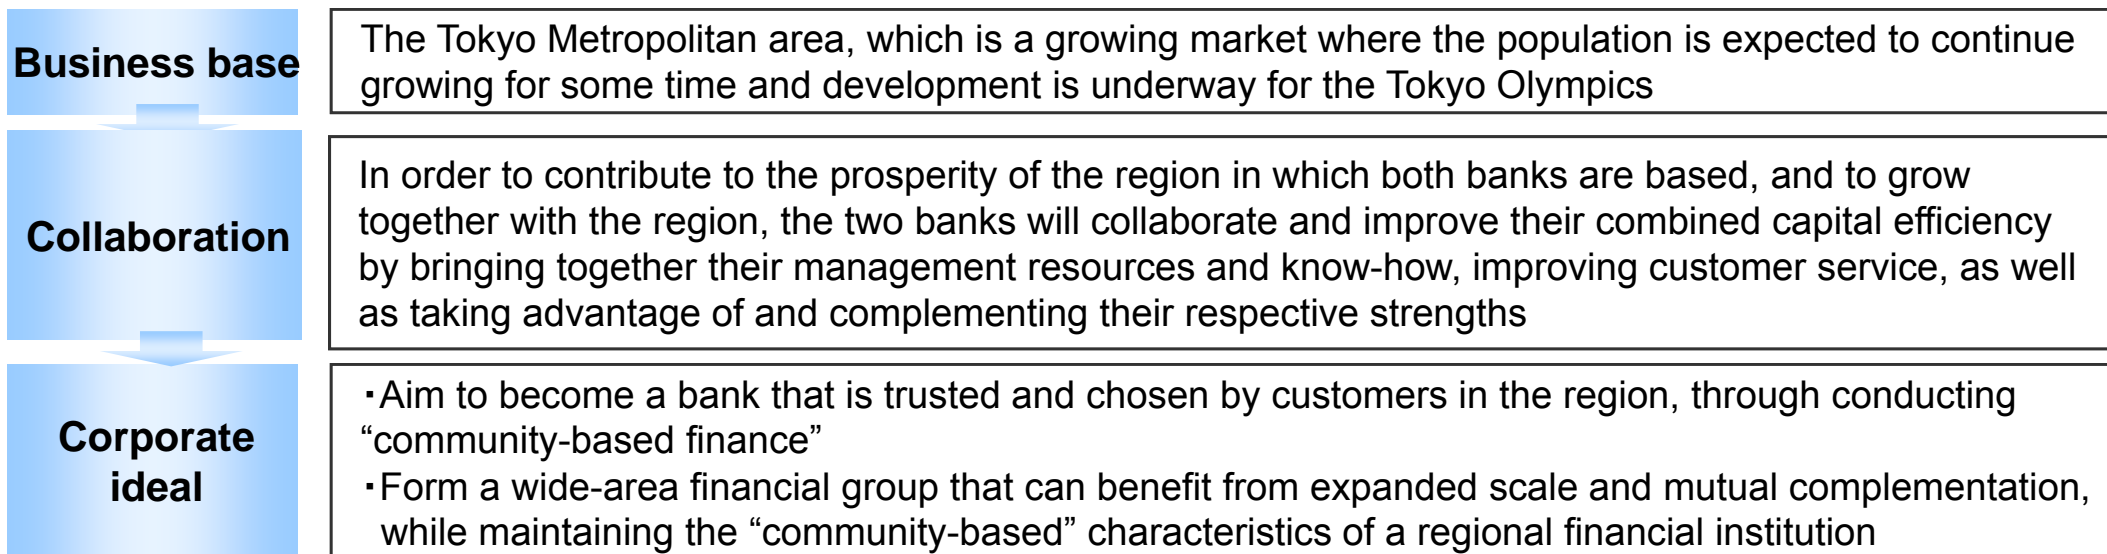 Business base
The Tokyo Metropolitan area, which is a growing market where the population is expected to continue
growing for some time and development is underway for the Tokyo Olympics
Collaboration
In order to contribute to the prosperity of the region in which both banks are based, and to grow
together with the region, the two banks will collaborate and improve their combined capital efficiency
by bringing together their management resources and know-how, improving customer service, as well
as taking advantage of and complementing their respective strengths
Corporate
ideal
・Aim to become a bank that is trusted and chosen by customers in the region, through conducting
“community-based finance”
・Form a wide-area financial group that can benefit from expanded scale and mutual complementation,
while maintaining the “community-based” characteristics of a regional financial institution